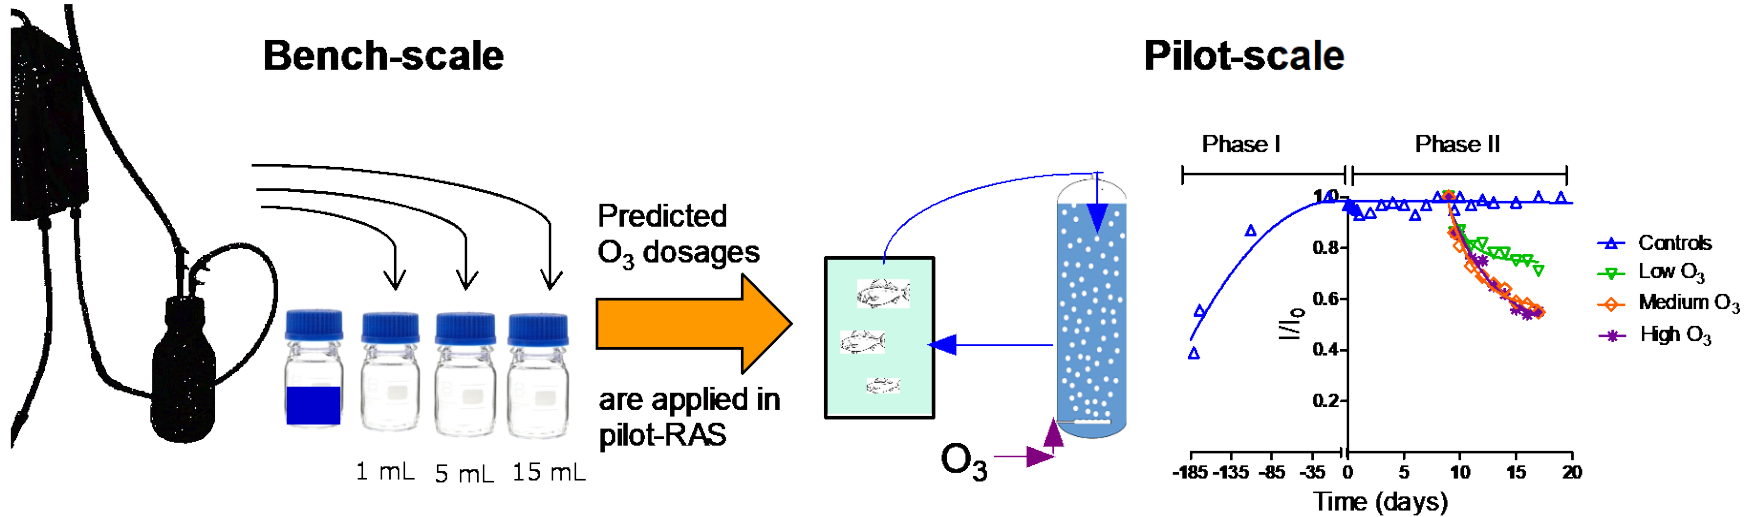 Bench-scale
Pilot-scale
1 mL
5 mL
15 mL
Predicted
O₃ dosages
are applied in
pilot-RAS
O₃
Phase I
Phase II
I/I₀
1.0
0.8
0.6
0.4
0.2
-185 -135 -85 -35 0 5 10 15 20
Time (days)
Controls
Low O₃
Medium O₃
High O₃